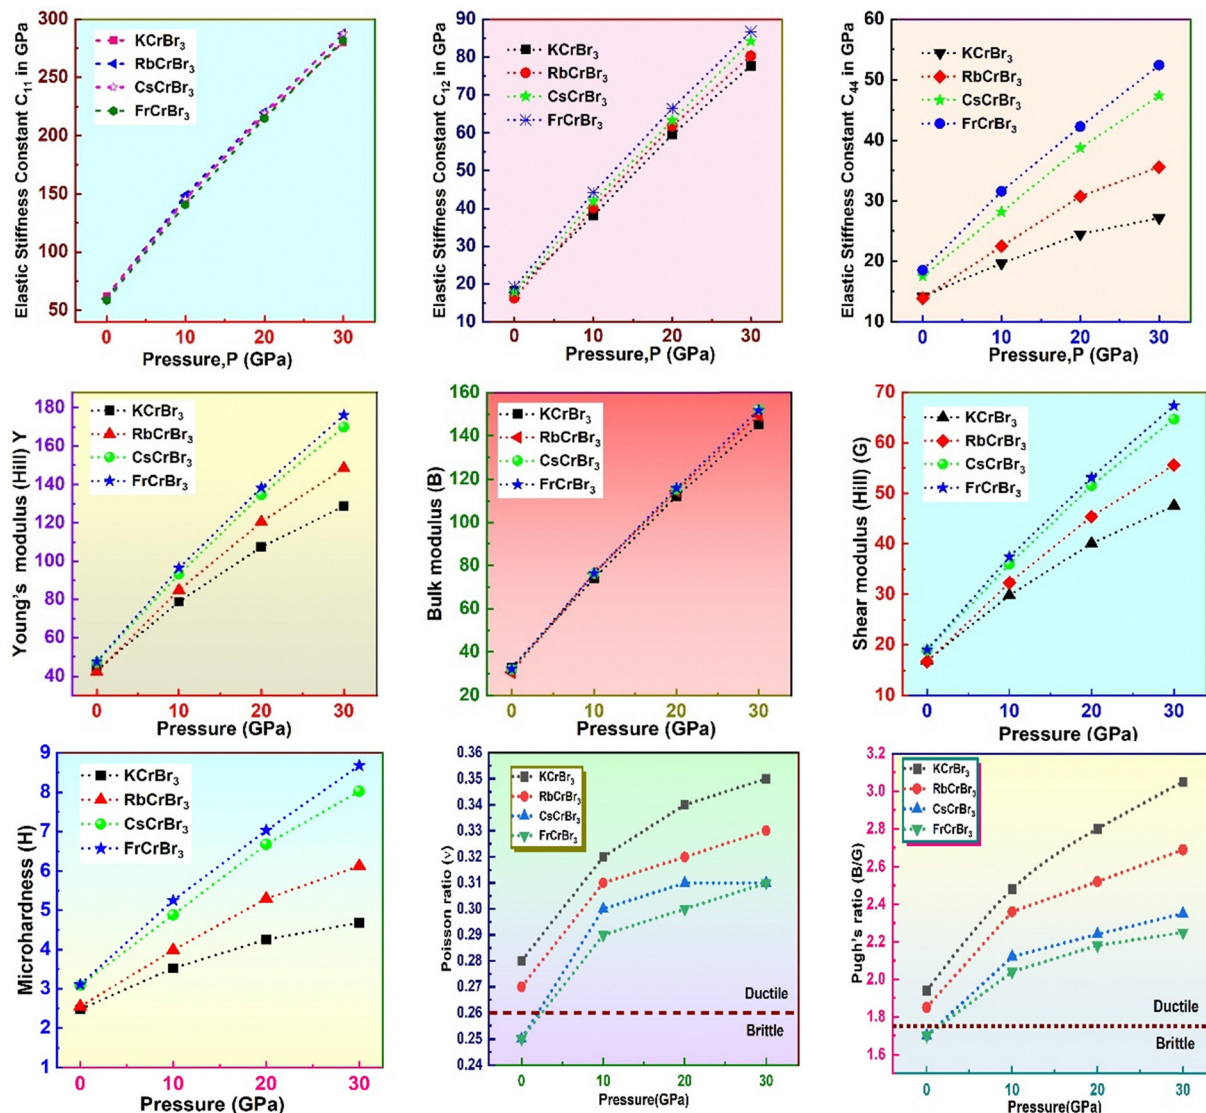 Elastic Stiffness Constant C₁₁ in GPa
300
250
200
150
100
50
KCrBr₃
RbCrBr₃
CsCrBr₃
FrCrBr₃
0 10 20 30
Pressure,P (GPa)
Elastic Stiffness Constant C₁₂ in GPa
90
80
70
60
50
40
30
20
10
KCrBr₃
RbCrBr₃
CsCrBr₃
FrCrBr₃
0 10 20 30
Pressure,P (GPa)
Elastic Stiffness Constant C₄₄ in GPa
60
50
40
30
20
10
KCrBr₃
RbCrBr₃
CsCrBr₃
FrCrBr₃
0 10 20 30
Pressure,P (GPa)
Young's modulus (Hill) Y
180
160
140
120
100
80
60
40
KCrBr₃
RbCrBr₃
CsCrBr₃
FrCrBr₃
0 10 20 30
Pressure (GPa)
Bulk modulus (B)
160
140
120
100
80
60
40
20
KCrBr₃
RbCrBr₃
CsCrBr₃
FrCrBr₃
0 10 20 30
Pressure (GPa)
Shear modulus (Hill) (G)
70
60
50
40
30
20
10
KCrBr₃
RbCrBr₃
CsCrBr₃
FrCrBr₃
0 10 20 30
Pressure (GPa)
Microhardness (H)
9
8
7
6
5
4
3
2
1
KCrBr₃
RbCrBr₃
CsCrBr₃
FrCrBr₃
0 10 20 30
Pressure (GPa)
Poisson ratio (ν)
0.36
0.35
0.34
0.33
0.32
0.31
0.30
0.29
0.28
0.27
0.26
0.25
0.24
KCrBr₃
RbCrBr₃
CsCrBr₃
FrCrBr₃
Ductile
Brittle
0 10 20 30
Pressure(GPa)
Pugh's ratio (B/G)
3.2
3.0
2.8
2.6
2.4
2.2
2.0
1.8
1.6
KCrBr₃
RbCrBr₃
CsCrBr₃
FrCrBr₃
Ductile
Brittle
0 10 20 30
Pressure(GPa)